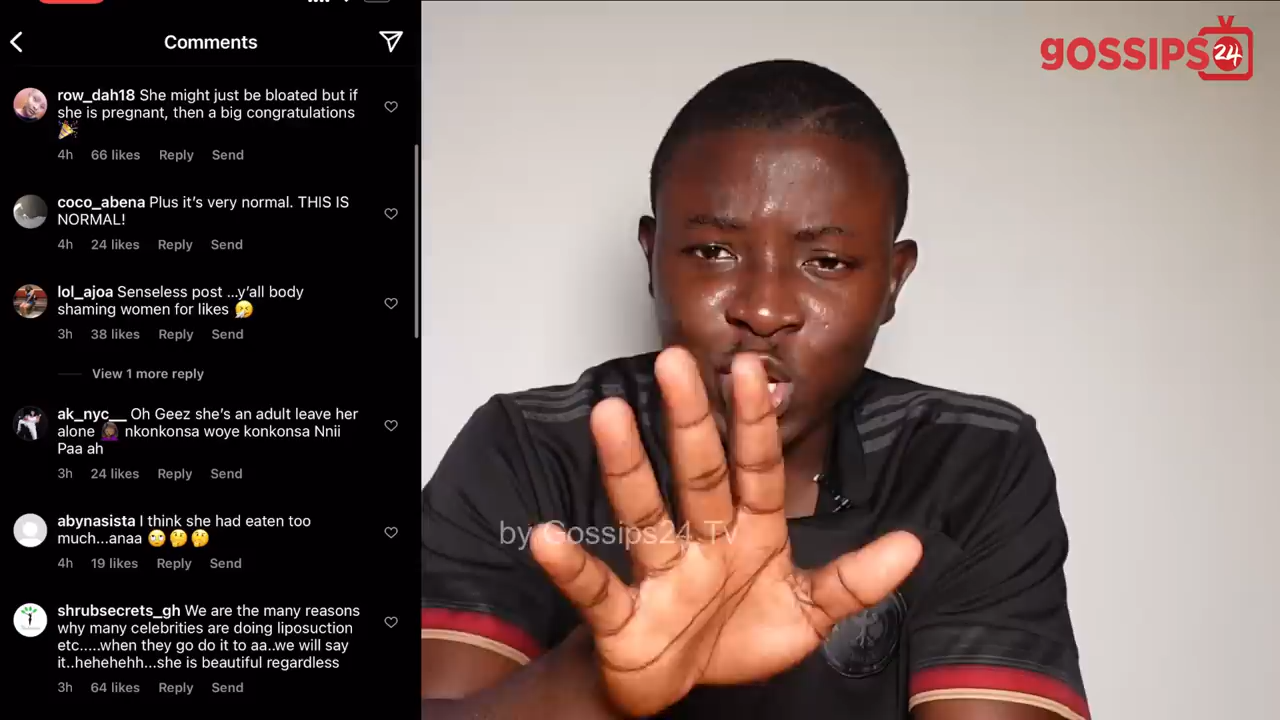 Comments
row_dah18 She might just be bloated but if
she is pregnant, then a big congratulations
🎉
4h 66 likes Reply Send
coco_abena Plus it's very normal. THIS IS
NORMAL!
4h 24 likes Reply Send
lol_ajoa Senseless post ...y'all body
shaming women for likes 🤧
3h 38 likes Reply Send
View 1 more reply
ak_nyc__ Oh Geez she's an adult leave her
alone 🤦🏾‍♀️ nkonkonsa woye konkonsa Nnii
Paa ah
3h 24 likes Reply Send
abynasista I think she had eaten too
much...anaa 🙄🤔🤔
4h 19 likes Reply Send
shrubsecrets_gh We are the many reasons
why many celebrities are doing liposuction
etc.....when they go do it to aa..we will say
it..hehehehh...she is beautiful regardless
3h 64 likes Reply Send
GOSSIPS 24
by Gossips24 Tv